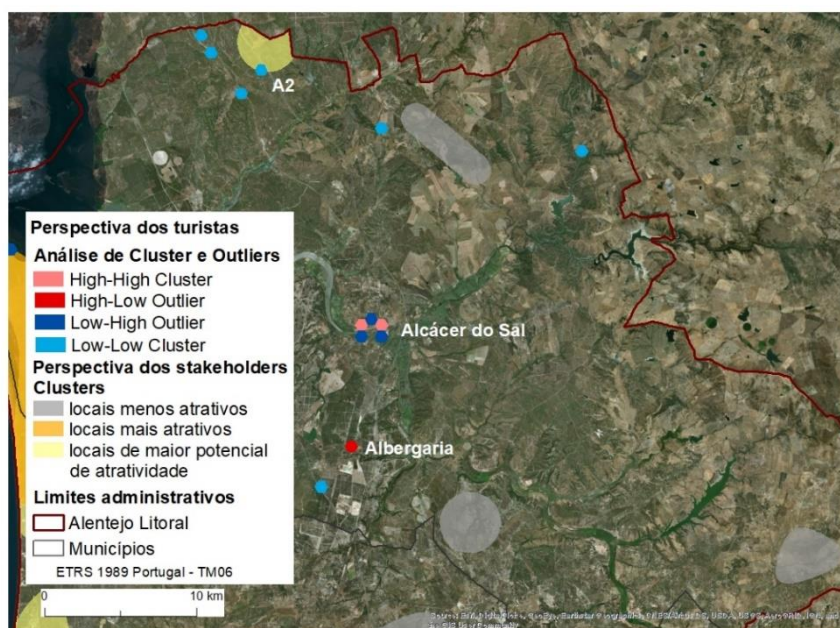 A2
Alcácer do Sal
Albergaria
Perspectiva dos turistas
Análise de Cluster e Outliers
High-High Cluster
High-Low Outlier
Low-High Outlier
Low-Low Cluster
Perspectiva dos stakeholders
Clusters
locais menos atrativos
locais mais atrativos
locais de maior potencial
de atratividade
Limites administrativos
Alentejo Litoral
Municípios
ETRS 1989 Portugal - TM06
0 10 km